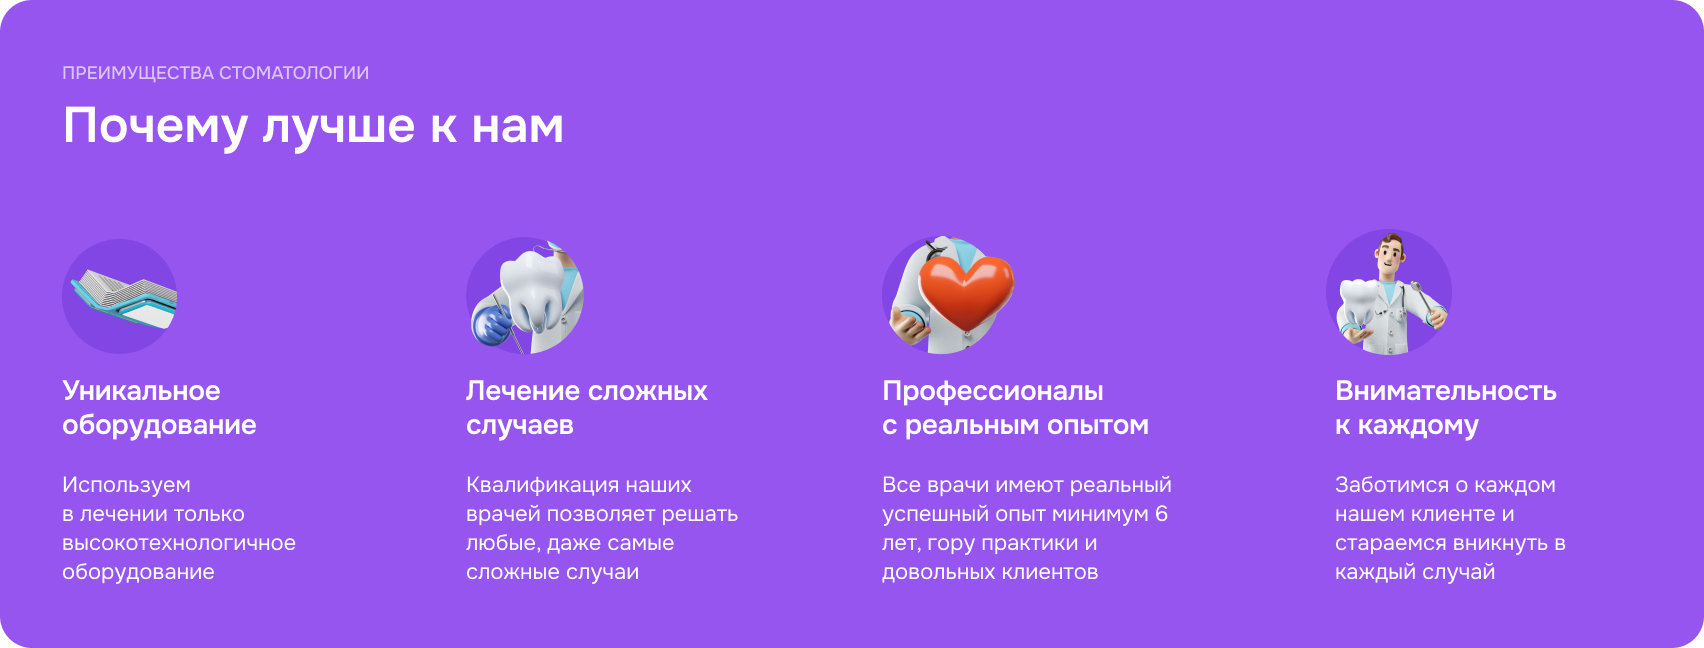 ПРЕИМУЩЕСТВА СТОМАТОЛОГИИ
Почему лучше к нам
Уникальное
оборудование
Используем
в лечении только
высокотехнологичное
оборудование
Лечение сложных
случаев
Квалификация наших
врачей позволяет решать
любые, даже самые
сложные случаи
Профессионалы
с реальным опытом
Все врачи имеют реальный
успешный опыт минимум 6
лет, гору практики и
довольных клиентов
Внимательность
к каждому
Заботимся о каждом
нашем клиенте и
стараемся вникнуть в
каждый случай